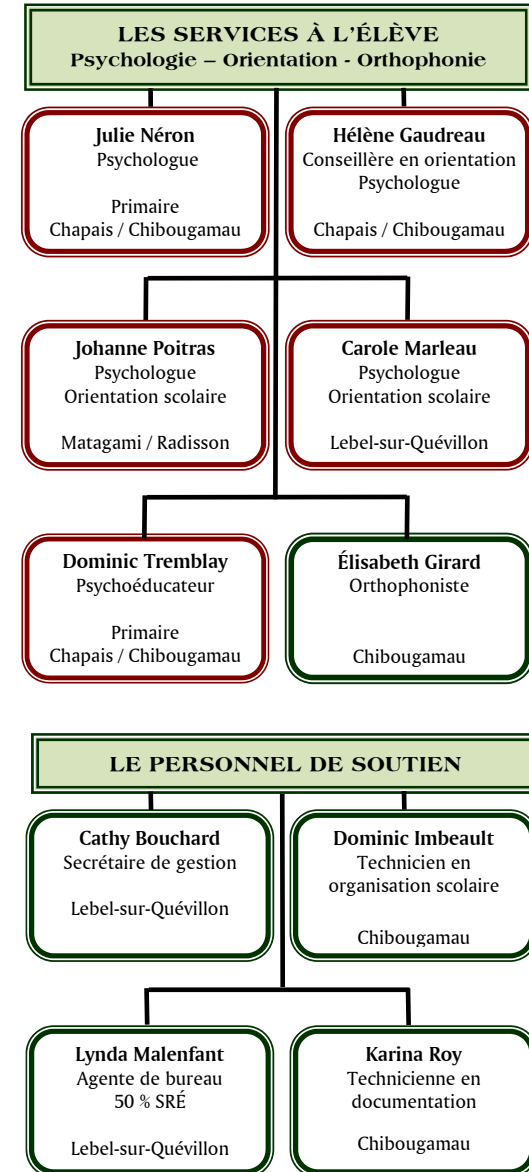 LES SERVICES À L'ÉLÈVE
Psychologie – Orientation - Orthophonie
Julie Néron
Psychologue
Primaire
Chapais / Chibougamau
Hélène Gaudreau
Conseillère en orientation
Psychologue
Chapais / Chibougamau
Johanne Poitras
Psychologue
Orientation scolaire
Matagami / Radisson
Carole Marleau
Psychologue
Orientation scolaire
Lebel-sur-Quévillon
Dominic Tremblay
Psychoéducateur
Primaire
Chapais / Chibougamau
Élisabeth Girard
Orthophoniste
Chibougamau
LE PERSONNEL DE SOUTIEN
Cathy Bouchard
Secrétaire de gestion
Lebel-sur-Quévillon
Dominic Imbeault
Technicien en
organisation scolaire
Chibougamau
Lynda Malenfant
Agente de bureau
50 % SRÉ
Lebel-sur-Quévillon
Karina Roy
Technicienne en
documentation
Chibougamau